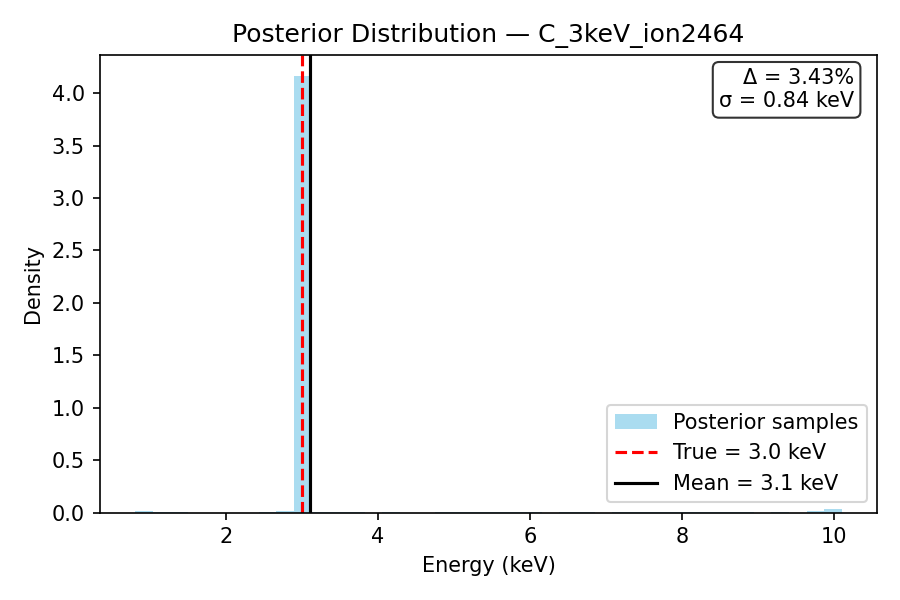 Posterior Distribution — C_3keV_ion2464
Δ = 3.43%
σ = 0.84 keV
4.0
3.5
3.0
2.5
2.0
1.5
1.0
0.5
0.0
Density
Posterior samples
True = 3.0 keV
Mean = 3.1 keV
2 4 6 8 10
Energy (keV)